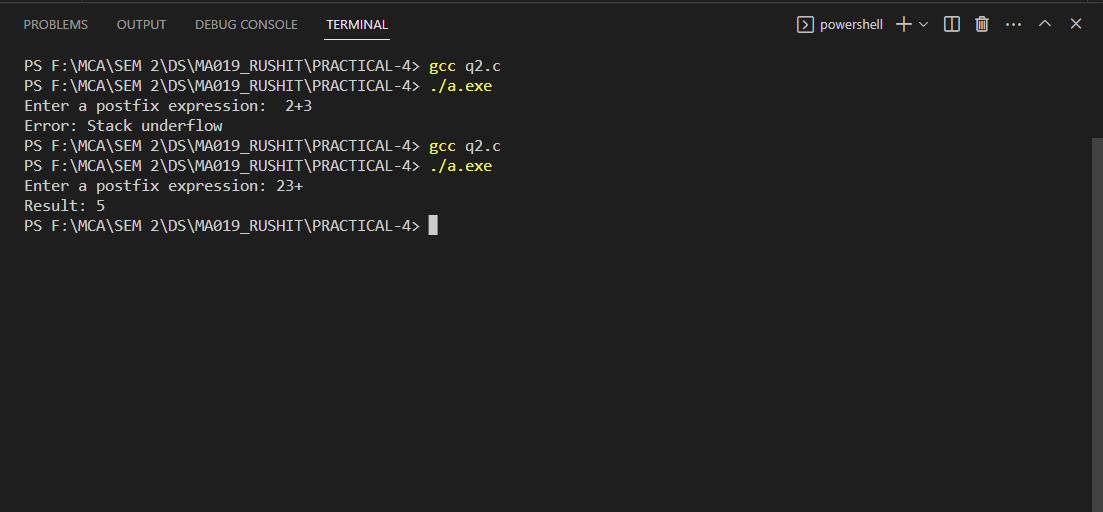 PROBLEMS OUTPUT DEBUG CONSOLE TERMINAL powershell
PS F:\MCA\SEM 2\DS\MA019_RUSHIT\PRACTICAL-4> gcc q2.c
PS F:\MCA\SEM 2\DS\MA019_RUSHIT\PRACTICAL-4> ./a.exe
Enter a postfix expression:  2+3
Error: Stack underflow
PS F:\MCA\SEM 2\DS\MA019_RUSHIT\PRACTICAL-4> gcc q2.c
PS F:\MCA\SEM 2\DS\MA019_RUSHIT\PRACTICAL-4> ./a.exe
Enter a postfix expression: 23+
Result: 5
PS F:\MCA\SEM 2\DS\MA019_RUSHIT\PRACTICAL-4>